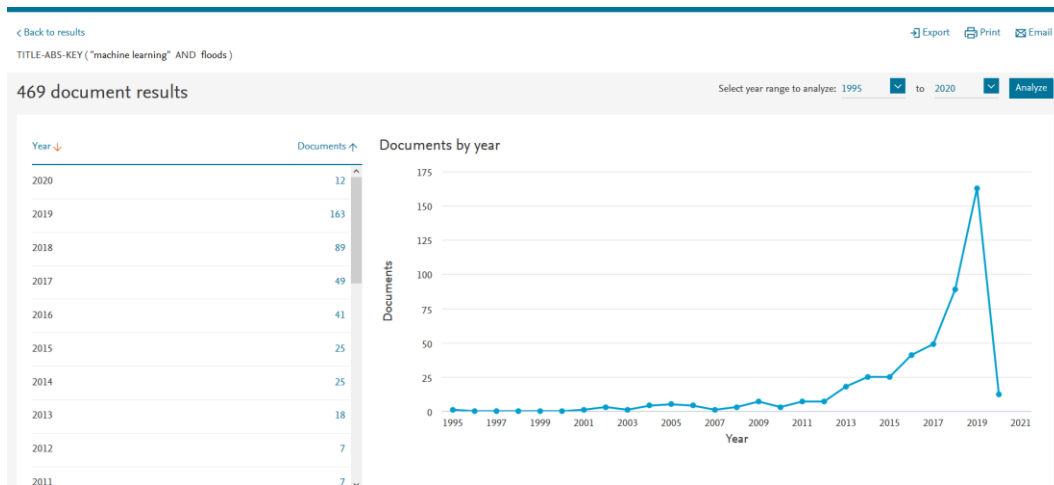 Back to results
Export Print Email
TITLE-ABS-KEY ( "machine learning" AND floods )
469 document results
Select year range to analyze: 1995 to 2020 Analyze
Year Documents
2020 12
2019 163
2018 89
2017 49
2016 41
2015 25
2014 25
2013 18
2012 7
2011 7
Documents by year
175
150
125
100
75
50
25
0
Documents
1995 1997 1999 2001 2003 2005 2007 2009 2011 2013 2015 2017 2019 2021
Year